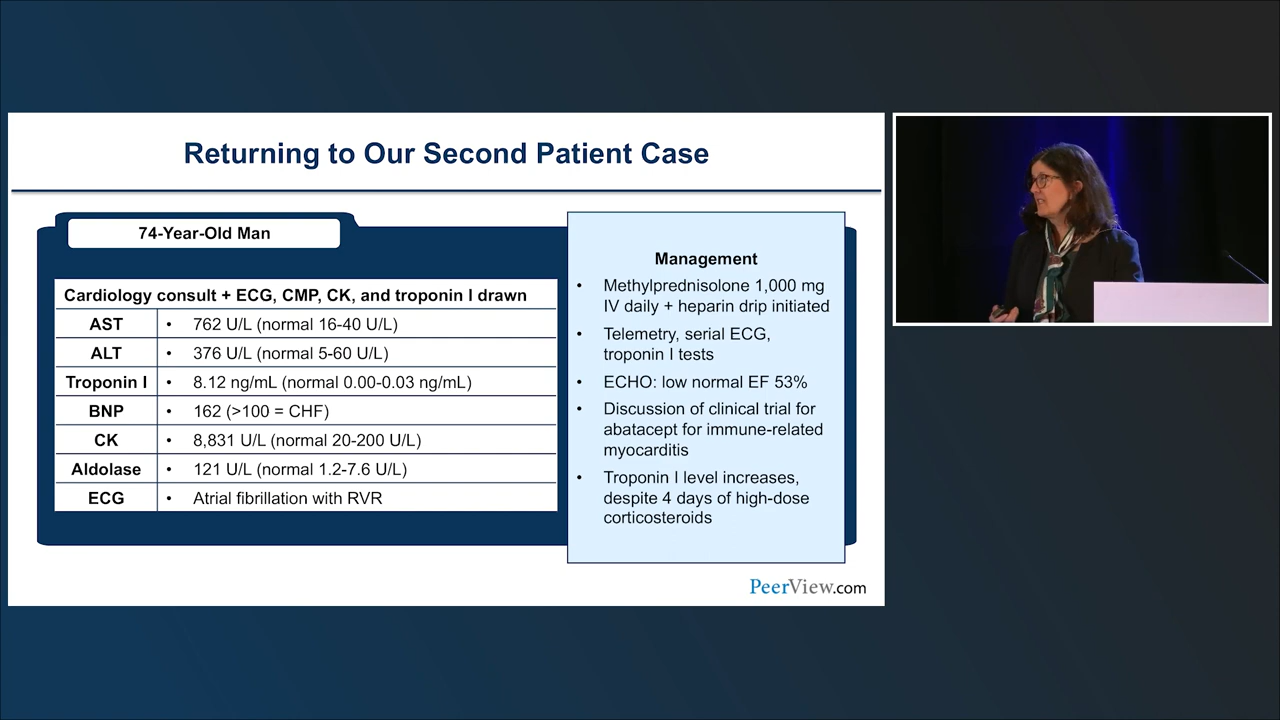 Returning to Our Second Patient Case
74-Year-Old Man
Cardiology consult + ECG, CMP, CK, and troponin I drawn
AST • 762 U/L (normal 16-40 U/L)
ALT • 376 U/L (normal 5-60 U/L)
Troponin I • 8.12 ng/mL (normal 0.00-0.03 ng/mL)
BNP • 162 (>100 = CHF)
CK • 8,831 U/L (normal 20-200 U/L)
Aldolase • 121 U/L (normal 1.2-7.6 U/L)
ECG • Atrial fibrillation with RVR
Management
• Methylprednisolone 1,000 mg
IV daily + heparin drip initiated
• Telemetry, serial ECG,
troponin I tests
• ECHO: low normal EF 53%
• Discussion of clinical trial for
abatacept for immune-related
myocarditis
• Troponin I level increases,
despite 4 days of high-dose
corticosteroids
PeerView.com